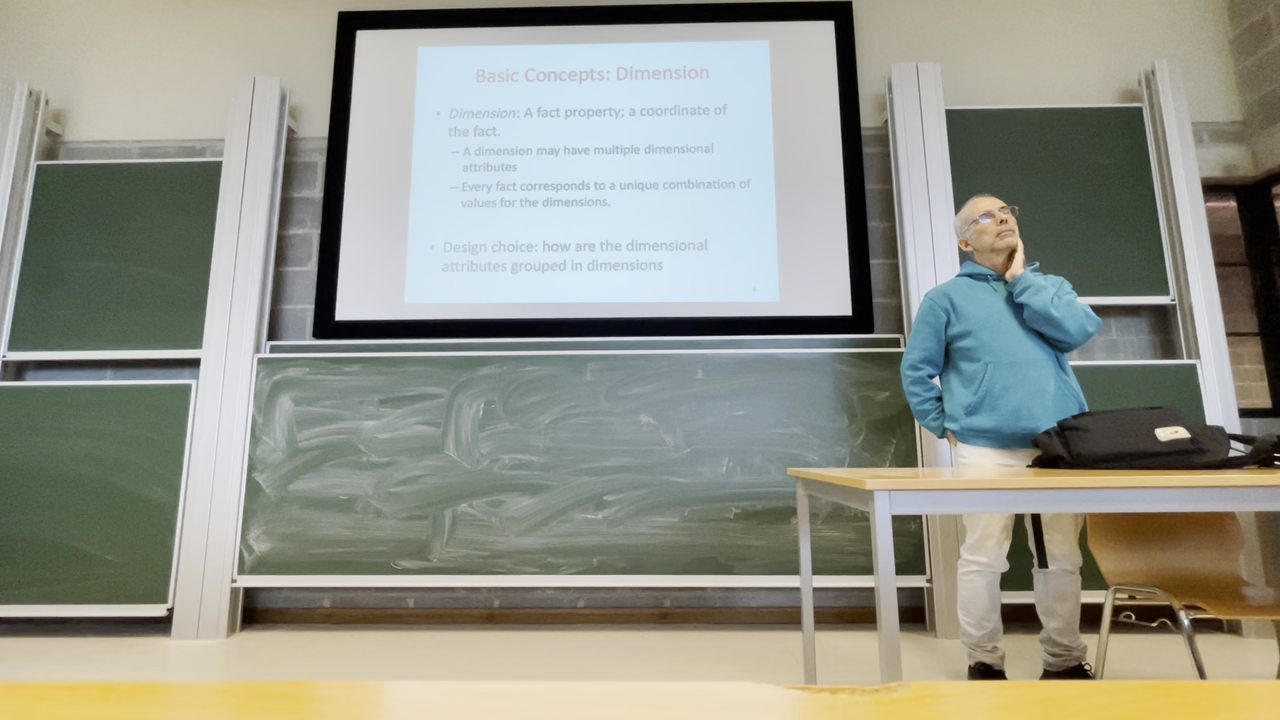 Basic Concepts: Dimension
• Dimension: A fact property; a coordinate of
the fact.
– A dimension may have multiple dimensional
attributes
– Every fact corresponds to a unique combination of
values for the dimensions.
• Design choice: how are the dimensional
attributes grouped in dimensions